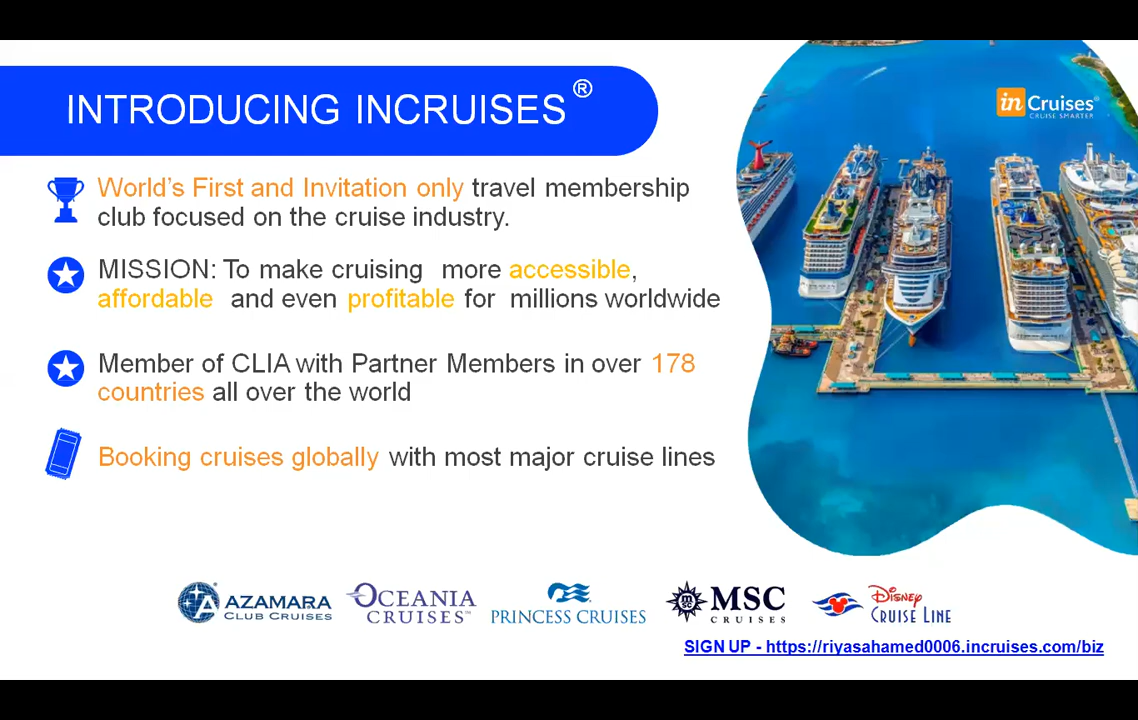 INTRODUCING INCRUISES®
in Cruises®
CRUISE SMARTER
World's First and Invitation only travel membership
club focused on the cruise industry.
MISSION: To make cruising more accessible,
affordable and even profitable for millions worldwide
Member of CLIA with Partner Members in over 178
countries all over the world
Booking cruises globally with most major cruise lines
AZAMARA®
CLUB CRUISES
OCEANIA
CRUISES™
PRINCESS CRUISES
MSC
MSC
CRUISES
DISNEY
CRUISE LINE
SIGN UP - https://riyasahamed0006.incruises.com/biz